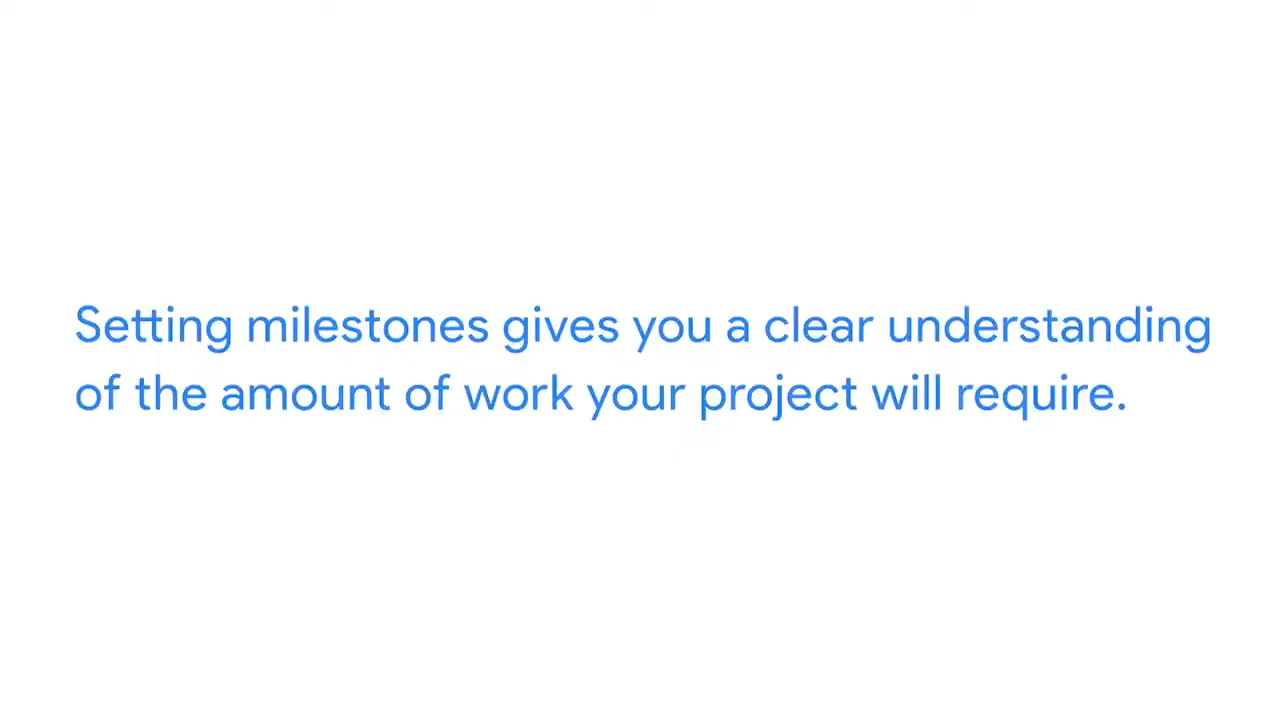 Setting milestones gives you a clear understanding
of the amount of work your project will require.